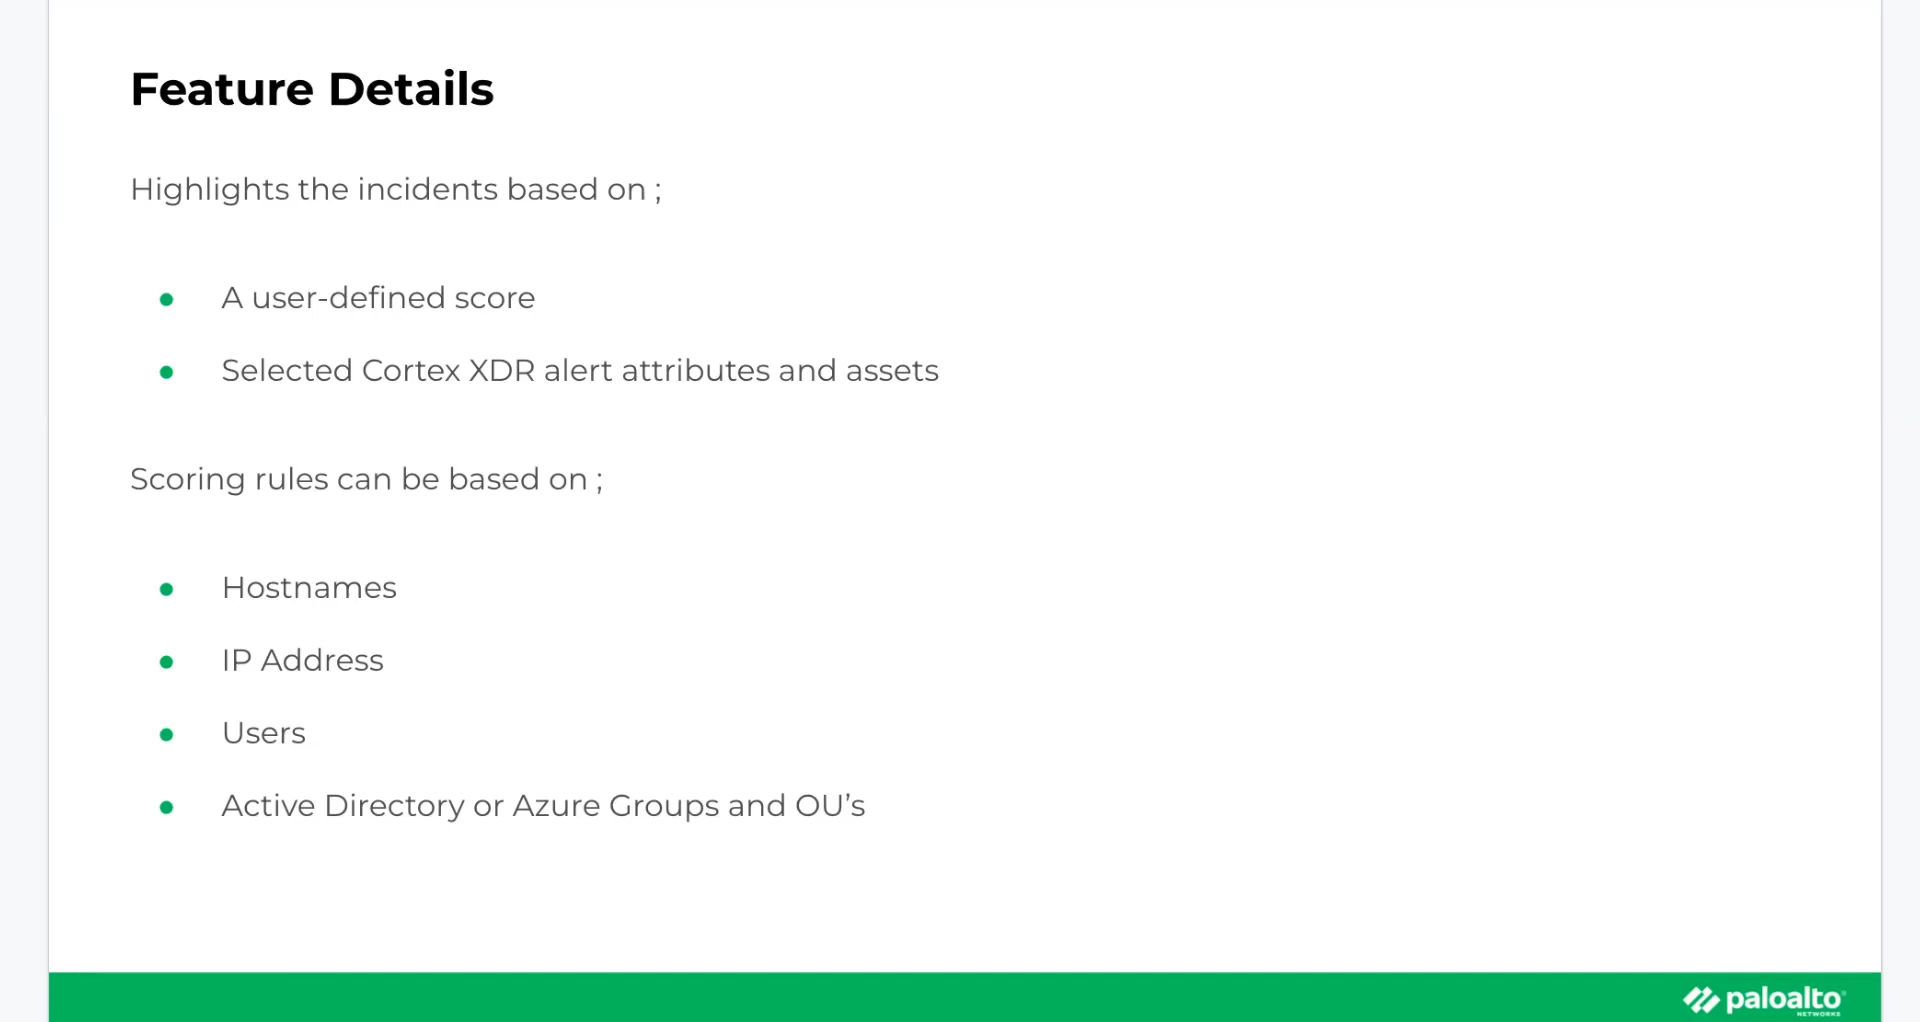 Feature Details
Highlights the incidents based on ;
A user-defined score
Selected Cortex XDR alert attributes and assets
Scoring rules can be based on ;
Hostnames
IP Address
Users
Active Directory or Azure Groups and OU’s
paloalto
NETWORKS